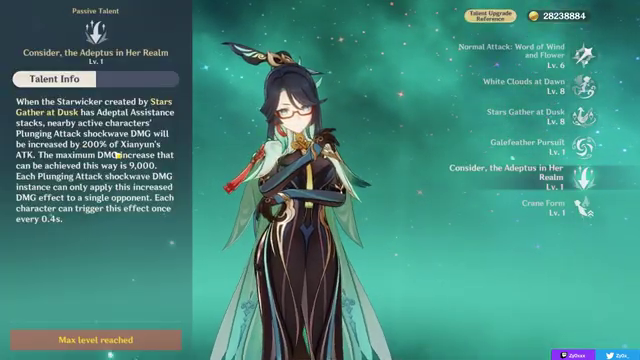 Passive Talent
Consider, the Adeptus in Her Realm
Lv. 1
Talent Info
When the Starwicker created by Stars
Gather at Dusk has Adeptal Assistance
stacks, nearby active characters'
Plunging Attack shockwave DMG will
be increased by 200% of Xianyun's
ATK. The maximum DMG increase that
can be achieved this way is 9,000.
Each Plunging Attack shockwave DMG
instance can only apply this increased
DMG effect to a single opponent. Each
character can trigger this effect once
every 0.4s.
Max level reached
Talent Upgrade
Reference
28238884
Normal Attack: Word of Wind
and Flower
Lv. 6
White Clouds at Dawn
Lv. 8
Stars Gather at Dusk
Lv. 8
Galefeather Pursuit
Lv. 1
Consider, the Adeptus in Her
Realm
Lv. 1
Crane Form
Lv. 1